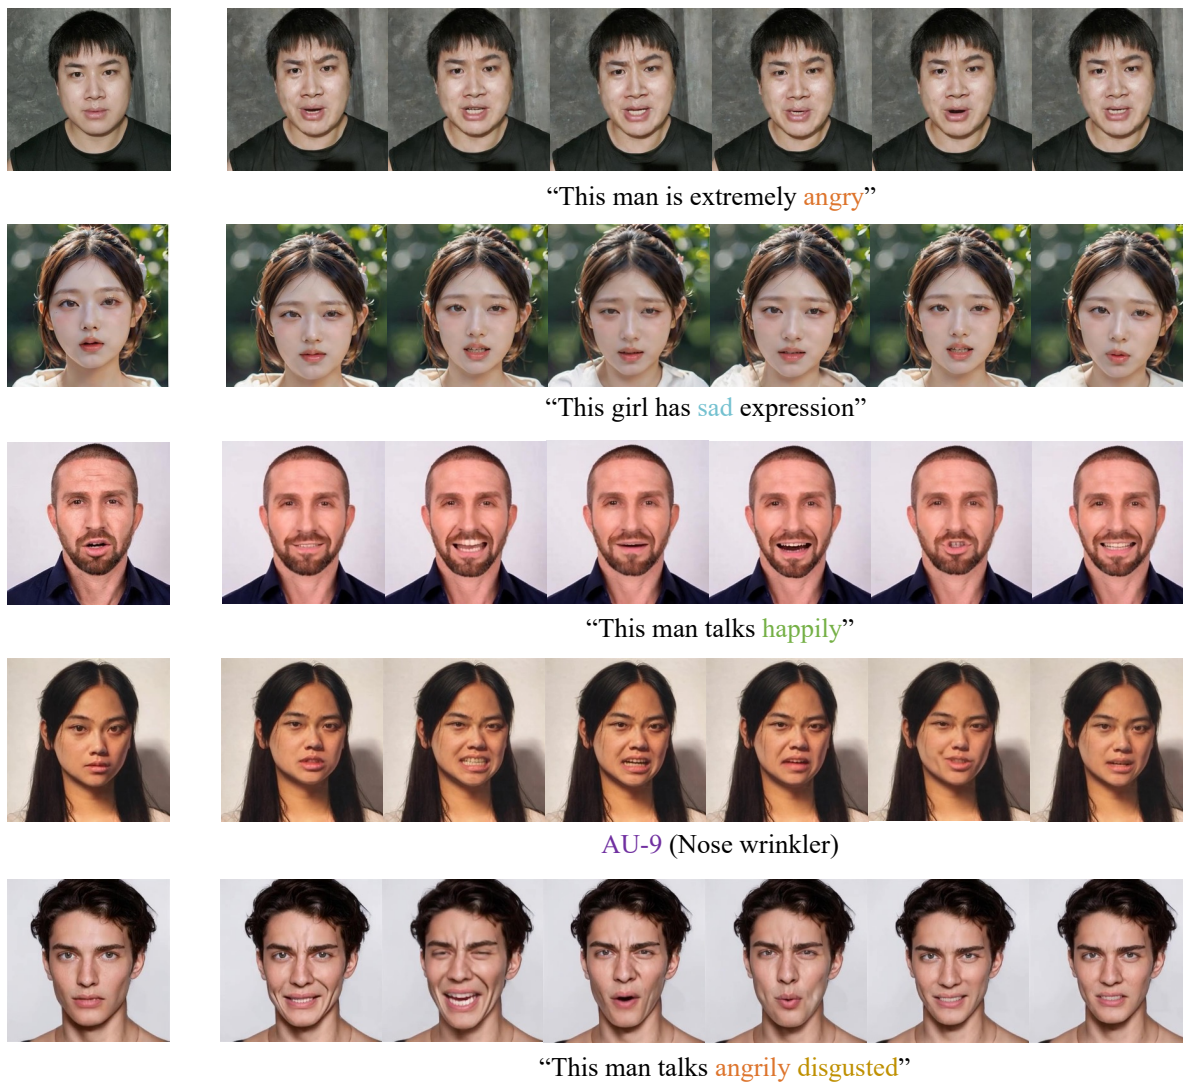 “This man is extremely angry”
“This girl has sad expression”
“This man talks happily”
AU-9 (Nose wrinkler)
“This man talks angrily disgusted”